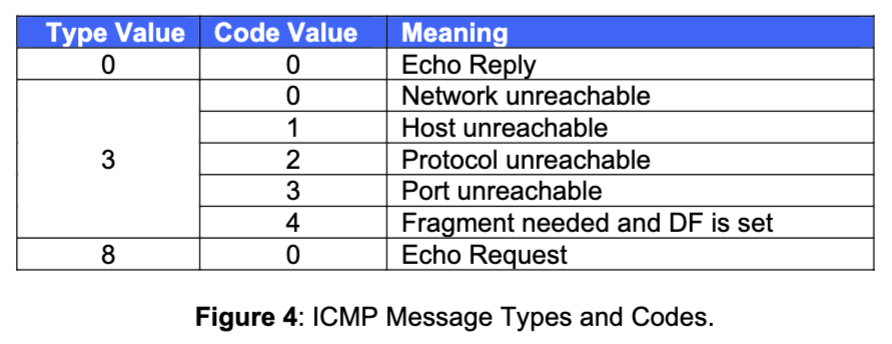 Type Value Code Value Meaning
0 0 Echo Reply
0 Network unreachable
1 Host unreachable
3 2 Protocol unreachable
3 Port unreachable
4 Fragment needed and DF is set
8 0 Echo Request
Figure 4: ICMP Message Types and Codes.